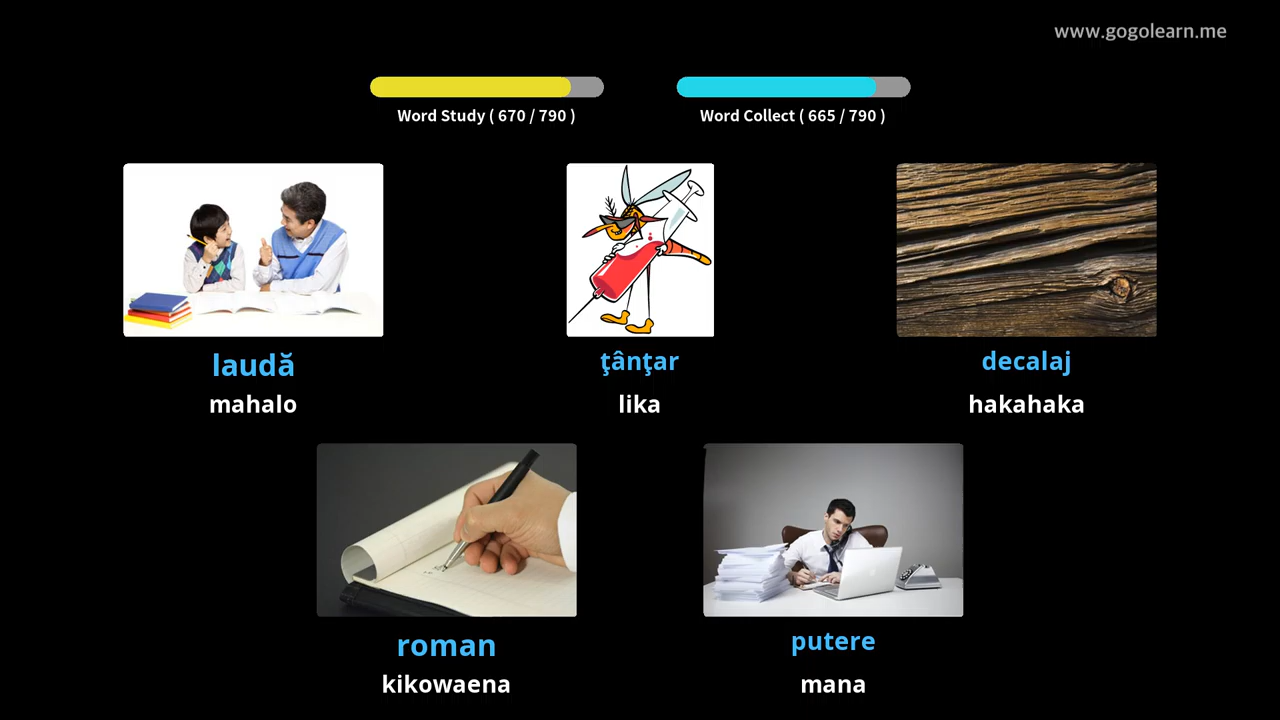 www.gogolearn.me
Word Study ( 670 / 790 )
Word Collect ( 665 / 790 )
laudă
mahalo
ţânţar
lika
decalaj
hakahaka
roman
kikowaena
putere
mana